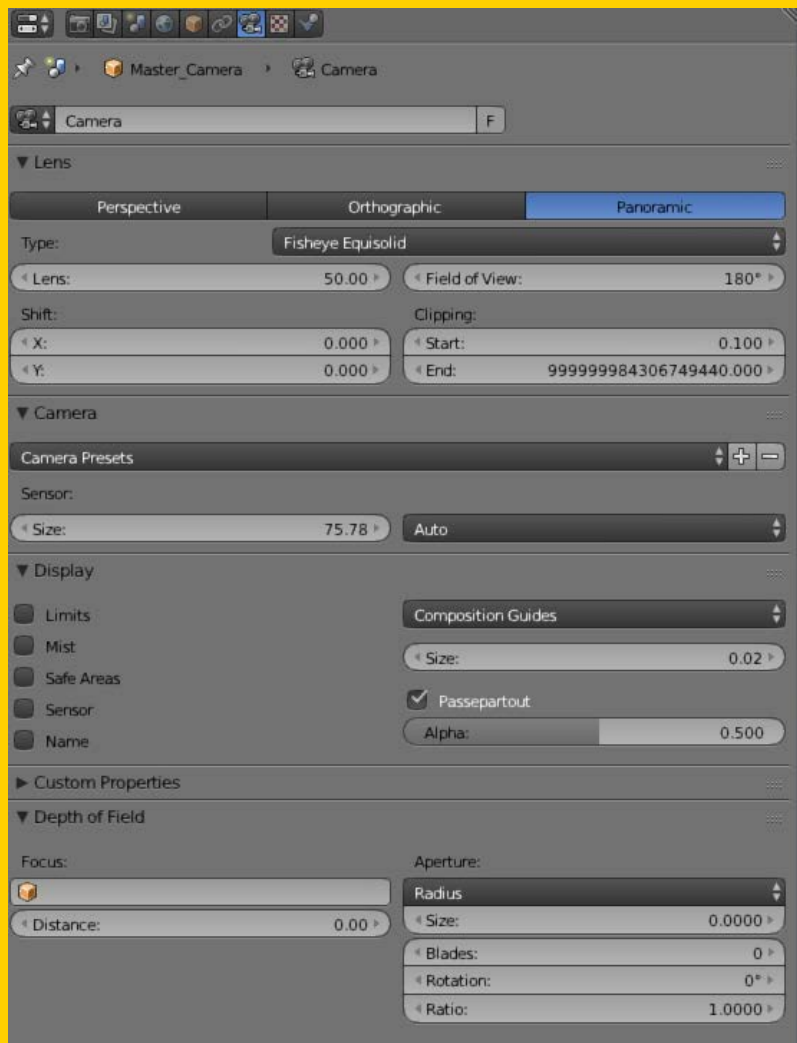 Master_Camera Camera
Camera F
Lens
Perspective Orthographic Panoramic
Type: Fisheye Equisolid
Lens: 50.00 Field of View: 180°
Shift: Clipping:
X: 0.000 Start: 0.100
Y: 0.000 End: 999999984306749440.000
Camera
Camera Presets
Sensor:
Size: 75.78 Auto
Display
Limits Composition Guides
Mist
Size: 0.02
Safe Areas
Passepartout
Sensor
Alpha: 0.500
Name
Custom Properties
Depth of Field
Focus: Aperture:
Radius
Distance: 0.00 Size: 0.0000
Blades: 0
Rotation: 0°
Ratio: 1.0000